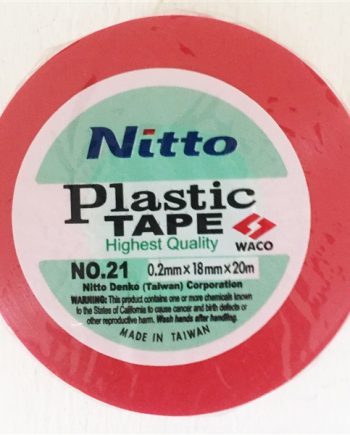 Nitto
Plastic
TAPE
Highest Quality
WACO
NO.21 0.2mm×18mm×20m
Nitto Denko (Taiwan) Corporation
WARNING: This product contains one or more chemicals known
to the States of California to cause cancer and birth defects or
other reproductive harm. Wash hands after handling.
MADE IN TAIWAN